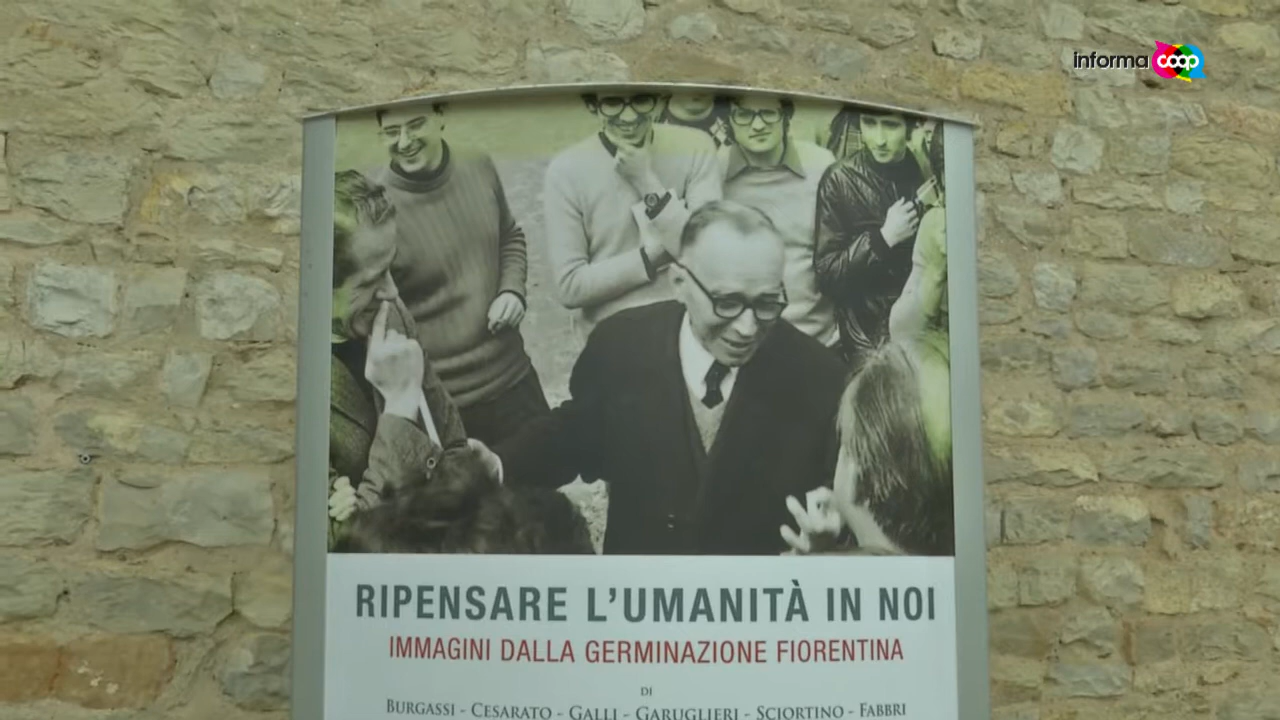 informa coop
RIPENSARE L'UMANITÀ IN NOI
IMMAGINI DALLA GERMINAZIONE FIORENTINA
DI
BURGASSI - CESARATO - GALLI - GARUGLIERI - SCIORTINO - FABBRI